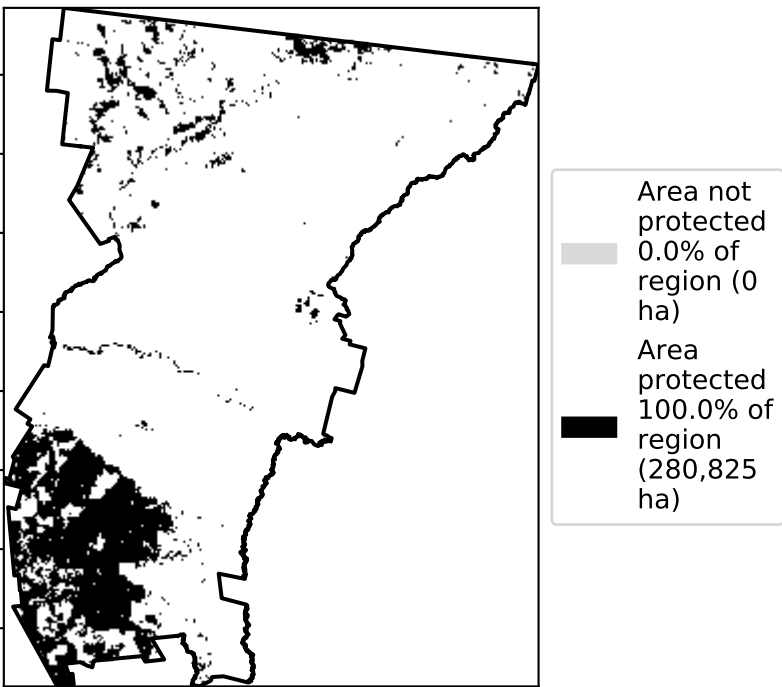 Area not
protected
0.0% of
region (0
ha)
Area
protected
100.0% of
region
(280,825
ha)